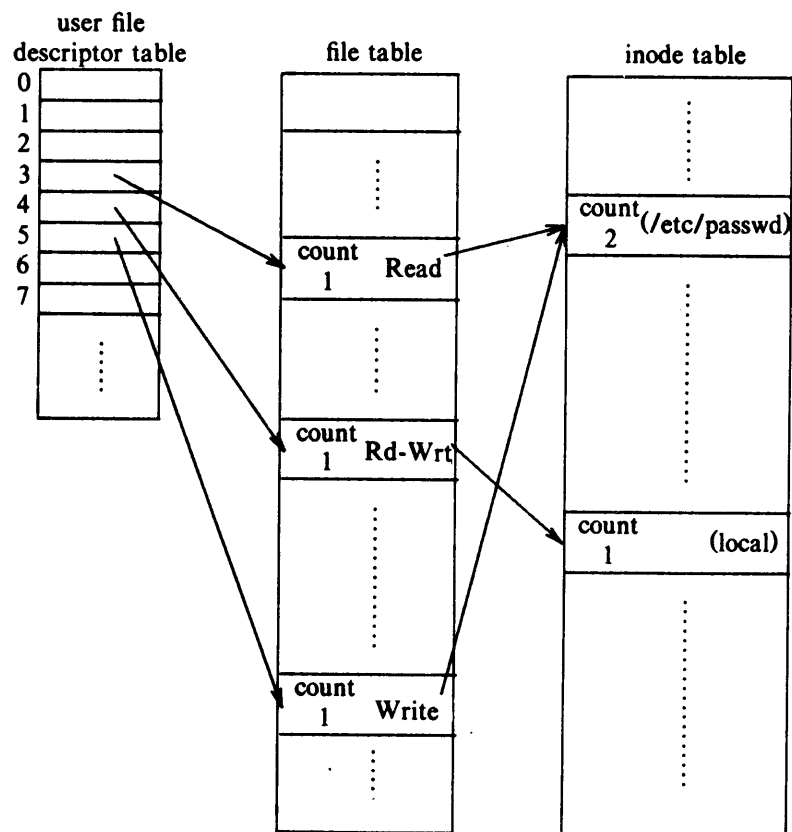 user file
descriptor table
file table
inode table
0
1
2
3
4
5
6
7
count
1 Read
count
1 Rd-Wrt
count
1 Write
count
2 (/etc/passwd)
count
1 (local)